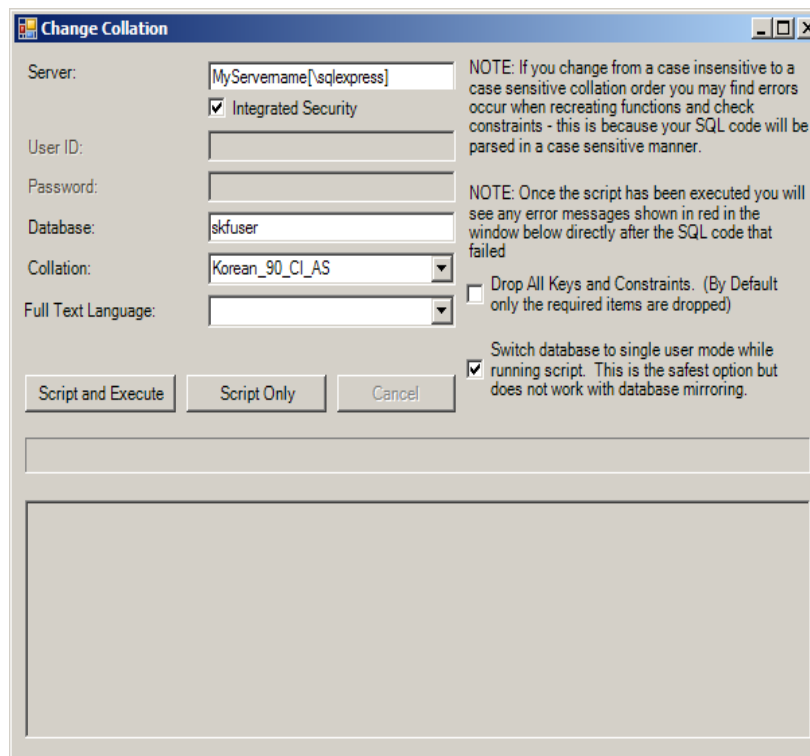 Change Collation
Server:
MyServername[\sqlexpress]
Integrated Security
User ID:
Password:
Database:
skfuser
Collation:
Korean_90_CI_AS
Full Text Language:
Script and Execute
Script Only
Cancel
NOTE: If you change from a case insensitive to a
case sensitive collation order you may find errors
occur when recreating functions and check
constraints - this is because your SQL code will be
parsed in a case sensitive manner.
NOTE: Once the script has been executed you will
see any error messages shown in red in the
window below directly after the SQL code that
failed
Drop All Keys and Constraints.  (By Default
only the required items are dropped)
Switch database to single user mode while
running script.  This is the safest option but
does not work with database mirroring.